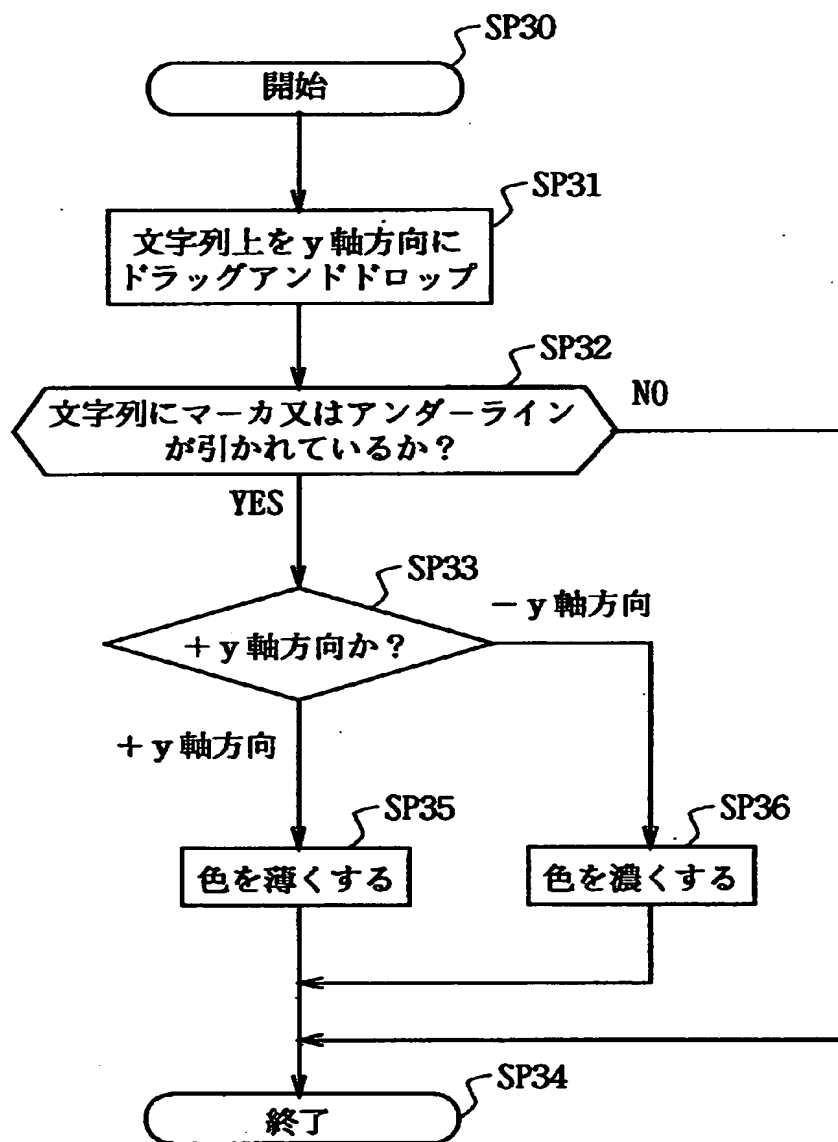 SP30
開始
SP31
文字列上をy軸方向に
ドラッグアンドドロップ
SP32
文字列にマーカ又はアンダーライン
が引かれているか?
NO
YES
SP33
+y軸方向か?
-y軸方向
+y軸方向
SP35
色を薄くする
SP36
色を濃くする
SP34
終了